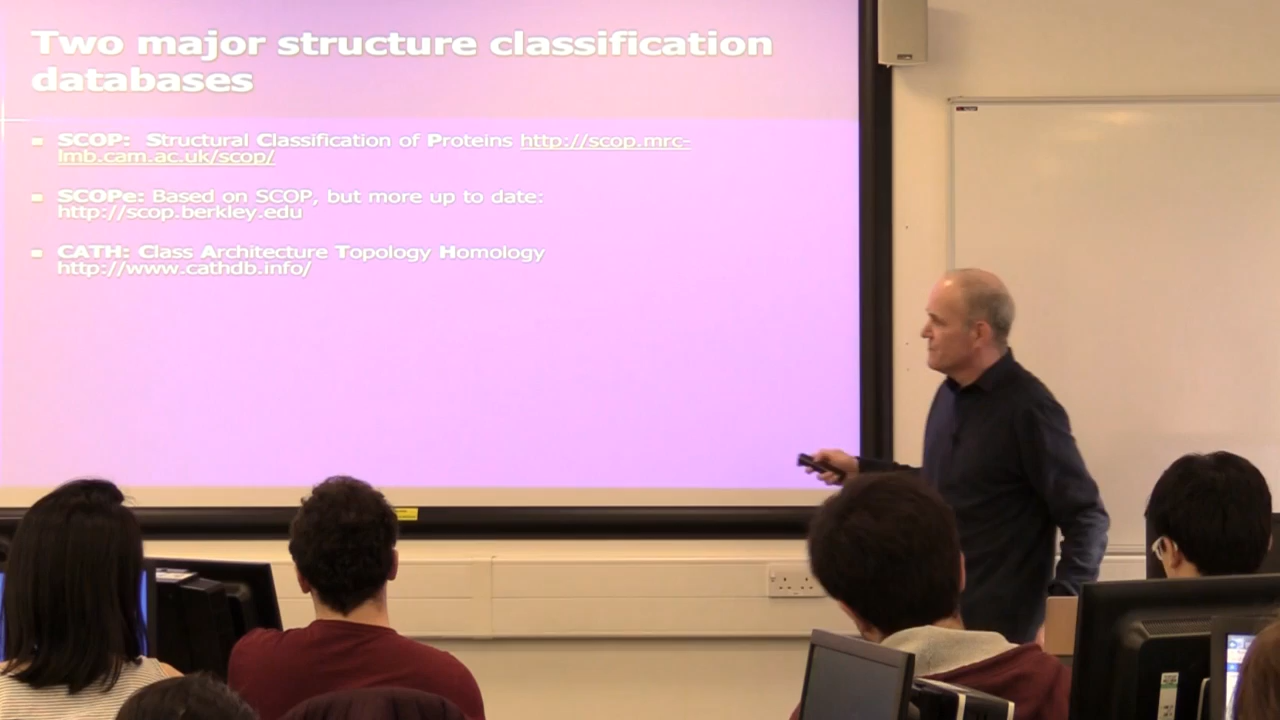 Two major structure classification
databases
SCOP: Structural Classification of Proteins http://scop.mrc-
lmb.cam.ac.uk/scop/
SCOPe: Based on SCOP, but more up to date:
http://scop.berkley.edu
CATH: Class Architecture Topology Homology
http://www.cathdb.info/